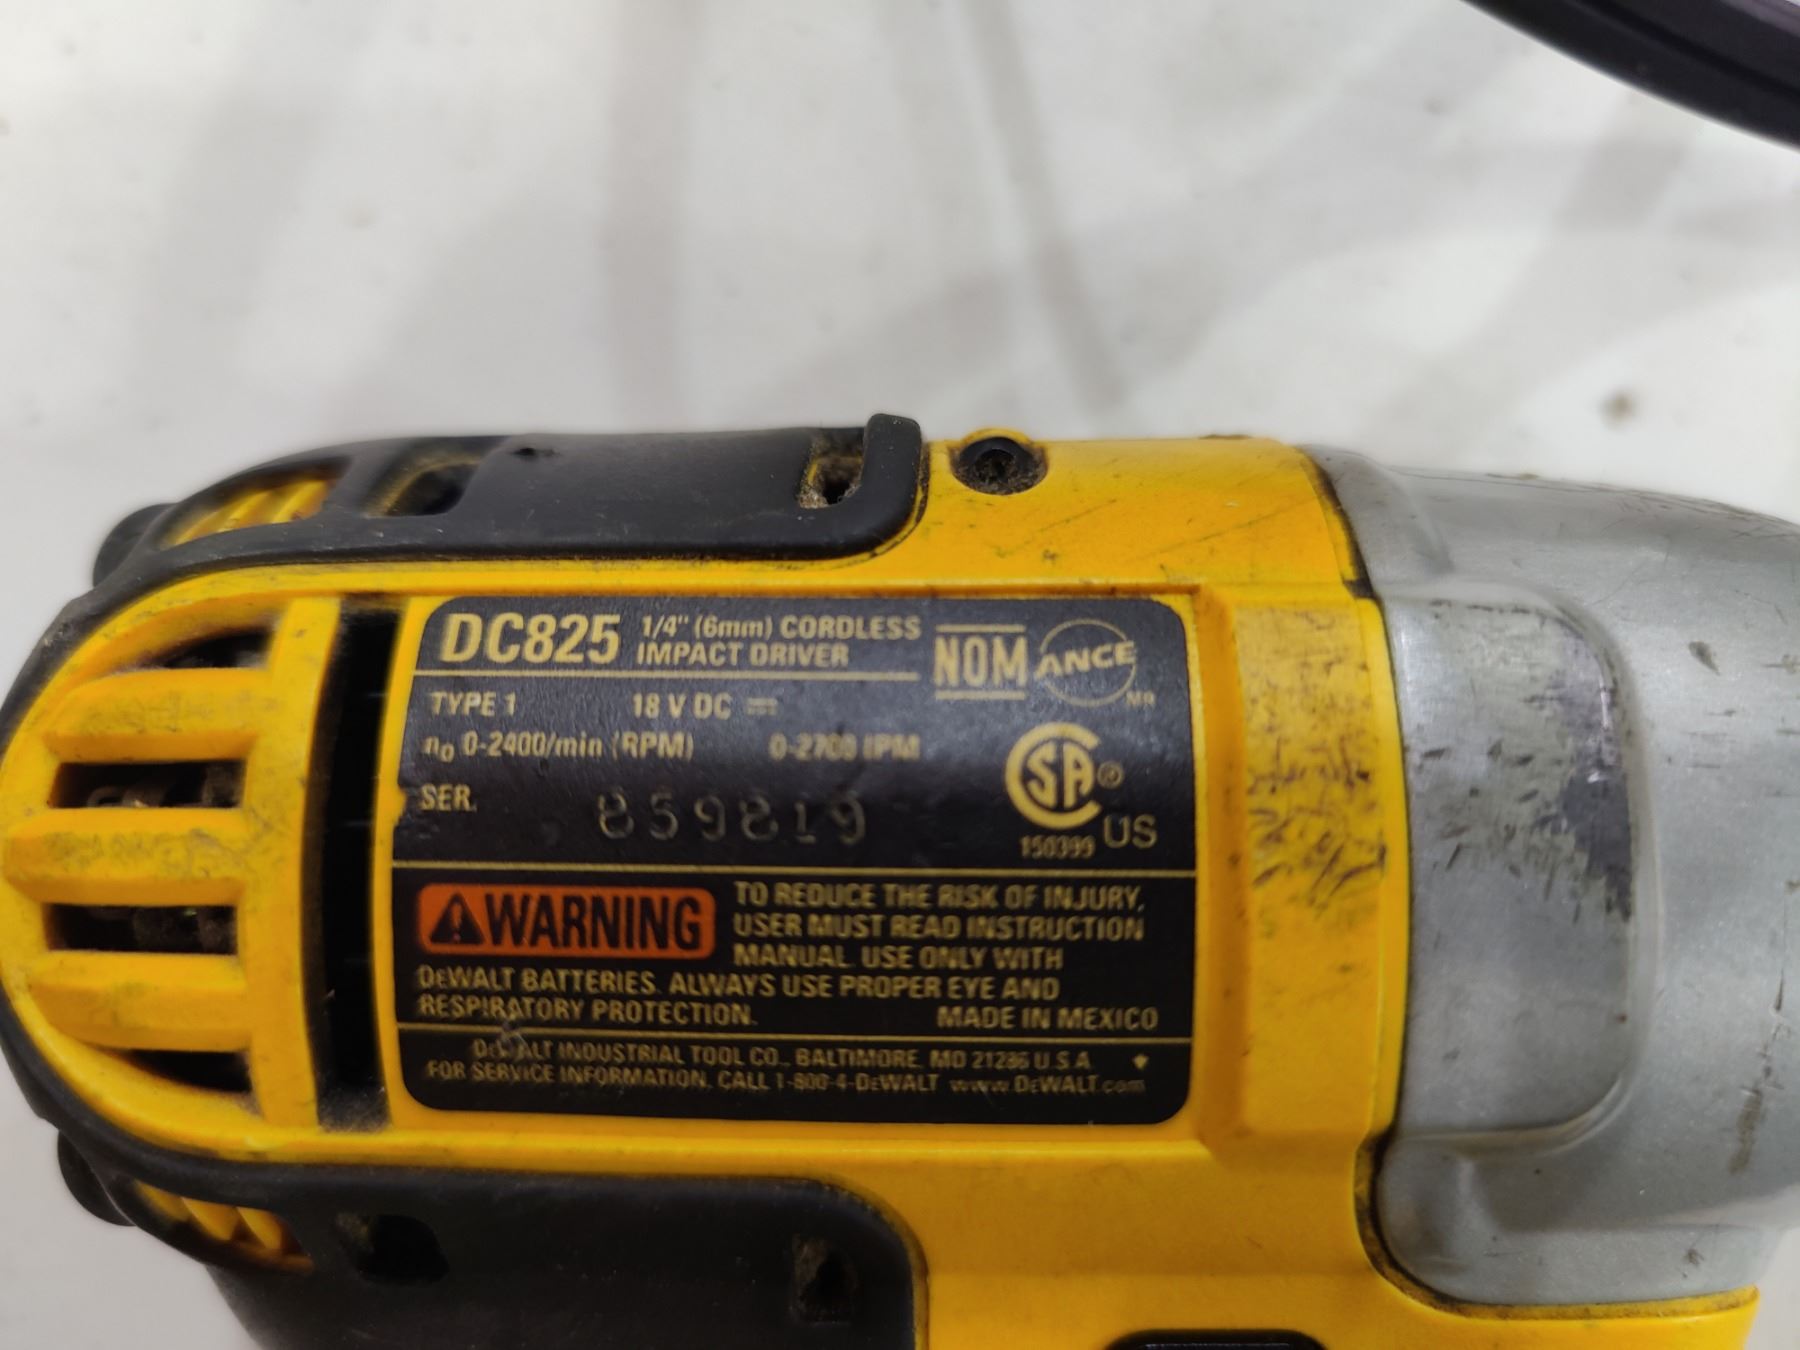 DC825 1/4" (6mm) CORDLESS
IMPACT DRIVER
NOM ANCE
MR
TYPE 1 18 V DC
n0 0-2400/min (RPM) 0-2700 IPM
SER. 859819
SA ® US
150399
WARNING TO REDUCE THE RISK OF INJURY,
USER MUST READ INSTRUCTION
MANUAL. USE ONLY WITH
DEWALT BATTERIES. ALWAYS USE PROPER EYE AND
RESPIRATORY PROTECTION. MADE IN MEXICO
DEWALT INDUSTRIAL TOOL CO., BALTIMORE, MD 21286 U.S.A.
FOR SERVICE INFORMATION, CALL 1-800-4-DEWALT www.DEWALT.com